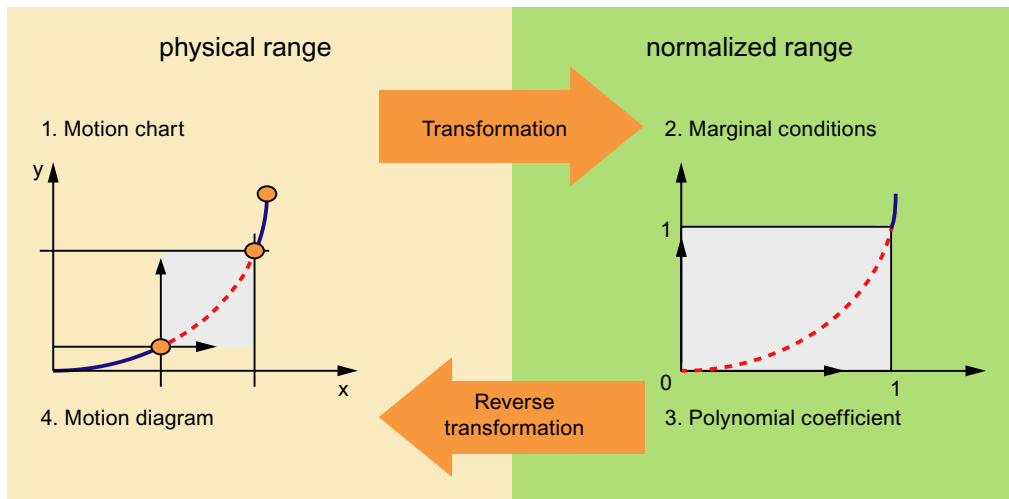 physical range
normalized range
1. Motion chart
Transformation
2. Marginal conditions
y
x
1
0
1
4. Motion diagram
Reverse
transformation
3. Polynomial coefficient